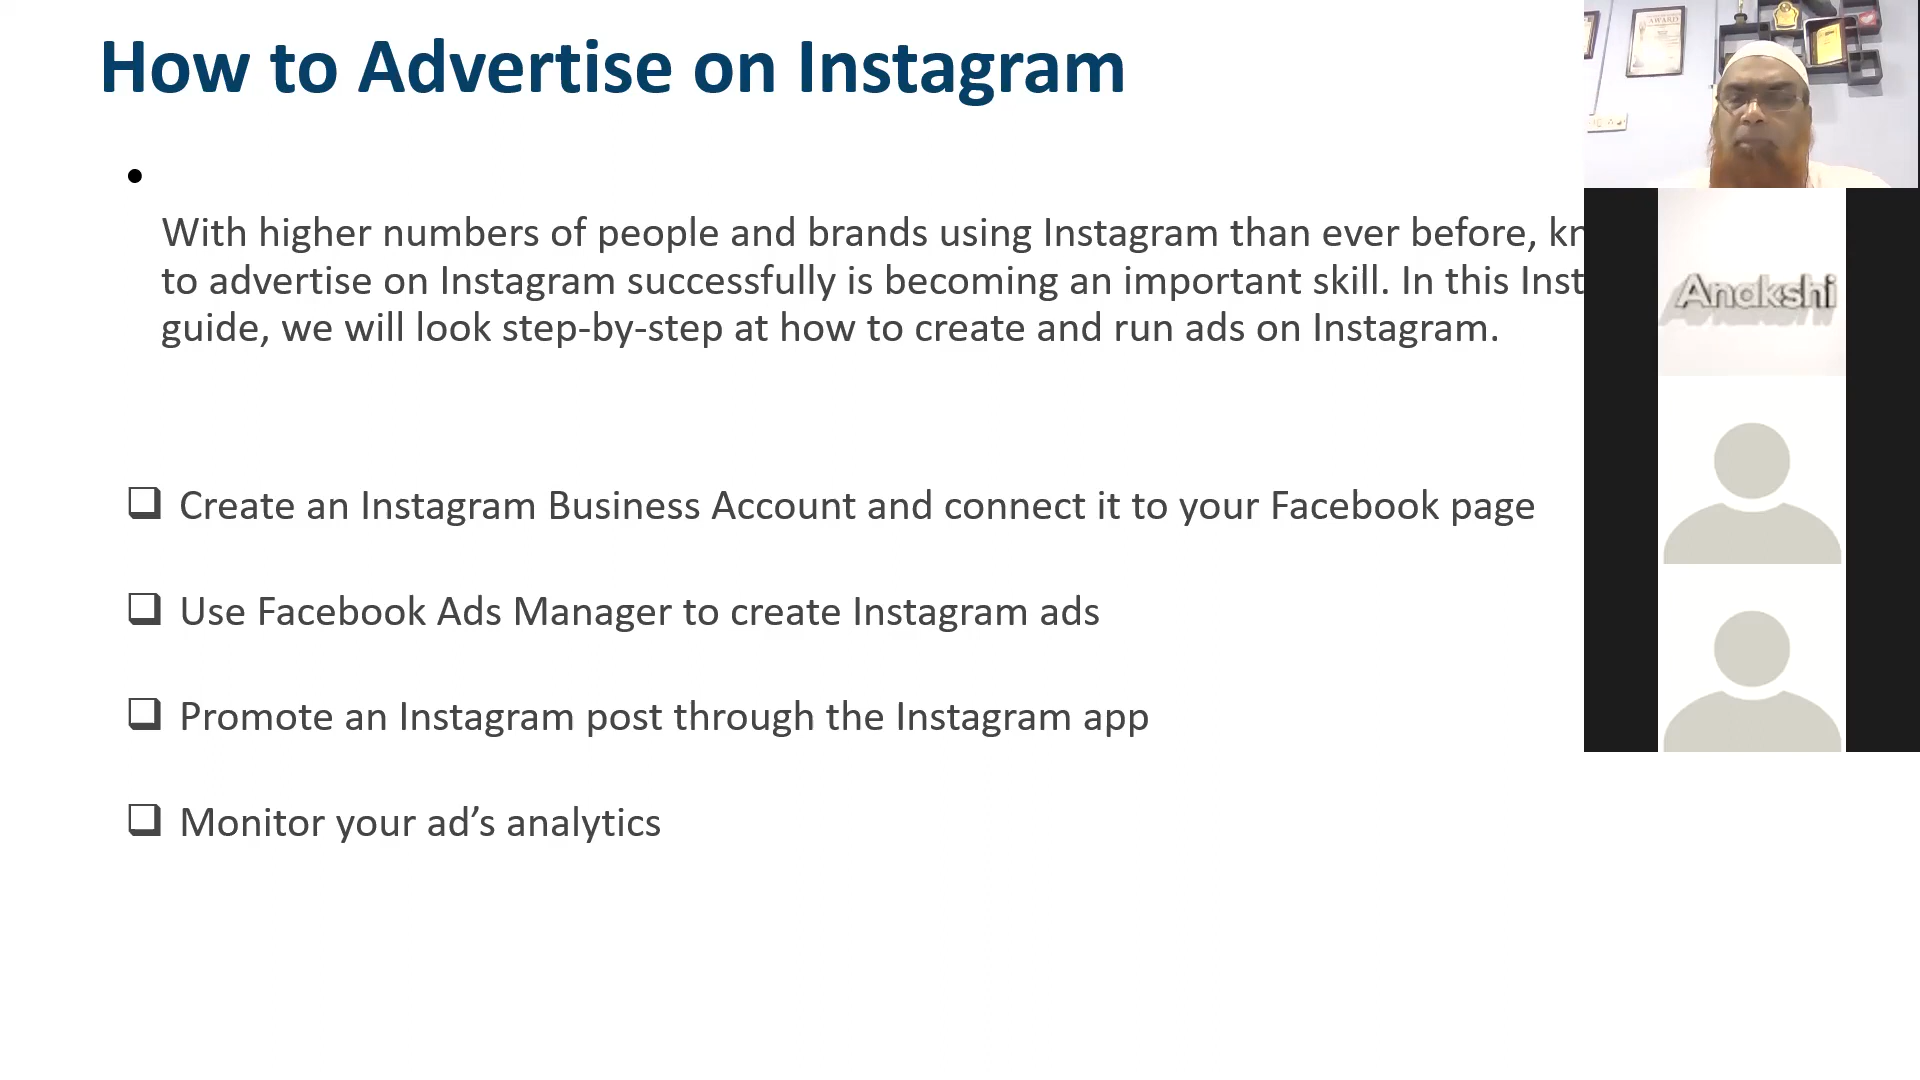 How to Advertise on Instagram
With higher numbers of people and brands using Instagram than ever before,
to advertise on Instagram successfully is becoming an important skill. In this
guide, we will look step-by-step at how to create and run ads on Instagram.
Create an Instagram Business Account and connect it to your Facebook page
Use Facebook Ads Manager to create Instagram ads
Promote an Instagram post through the Instagram app
Monitor your ad’s analytics
AWARD
Anakshi